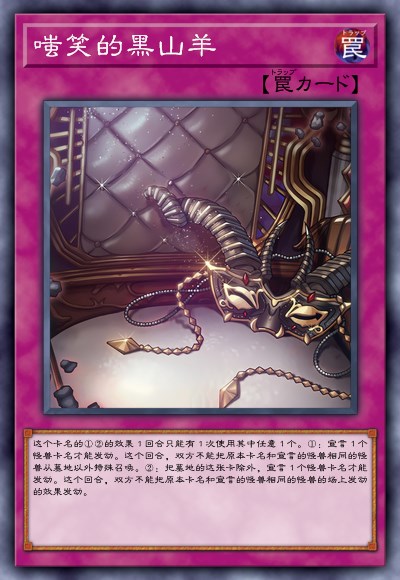 嗤笑的黑山羊
トラップ
罠
トラップ
【罠カード】
这个卡名的①②的效果1回合只能有1次使用其中任意1个。①：宣言1个
怪兽卡名才能发动。这个回合，双方不能把原本卡名和宣言的怪兽相同的怪
兽从墓地以外特殊召唤。②：把墓地的这张卡除外，宣言1个怪兽卡名才能
发动。这个回合，双方不能把原本卡名和宣言的怪兽相同的怪兽的场上发动
的效果发动。